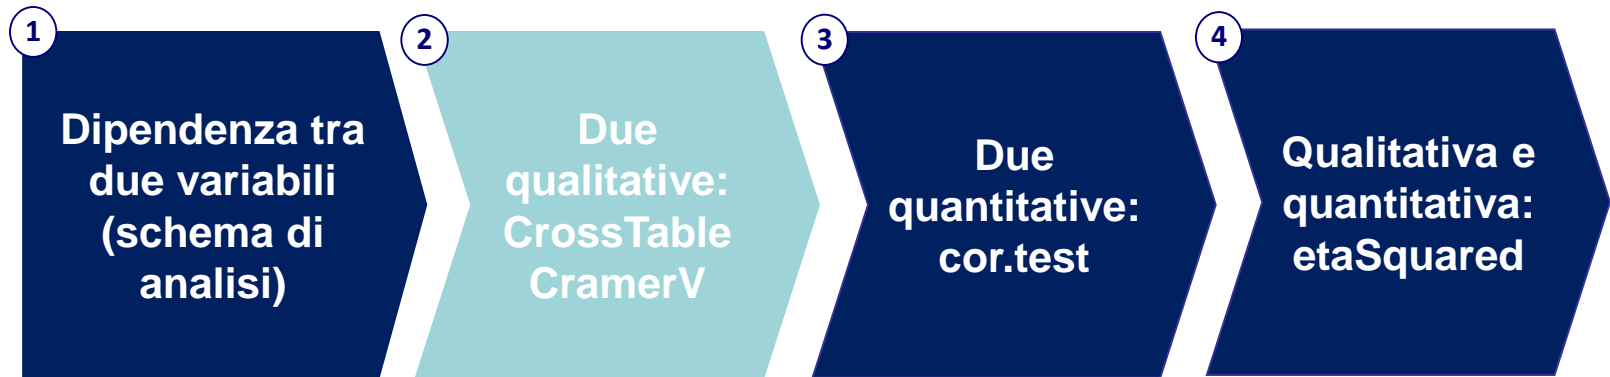 1
Dipendenza tra
due variabili
(schema di
analisi)
2
Due
qualitative:
CrossTable
CramerV
3
Due
quantitative:
cor.test
4
Qualitativa e
quantitativa:
etaSquared